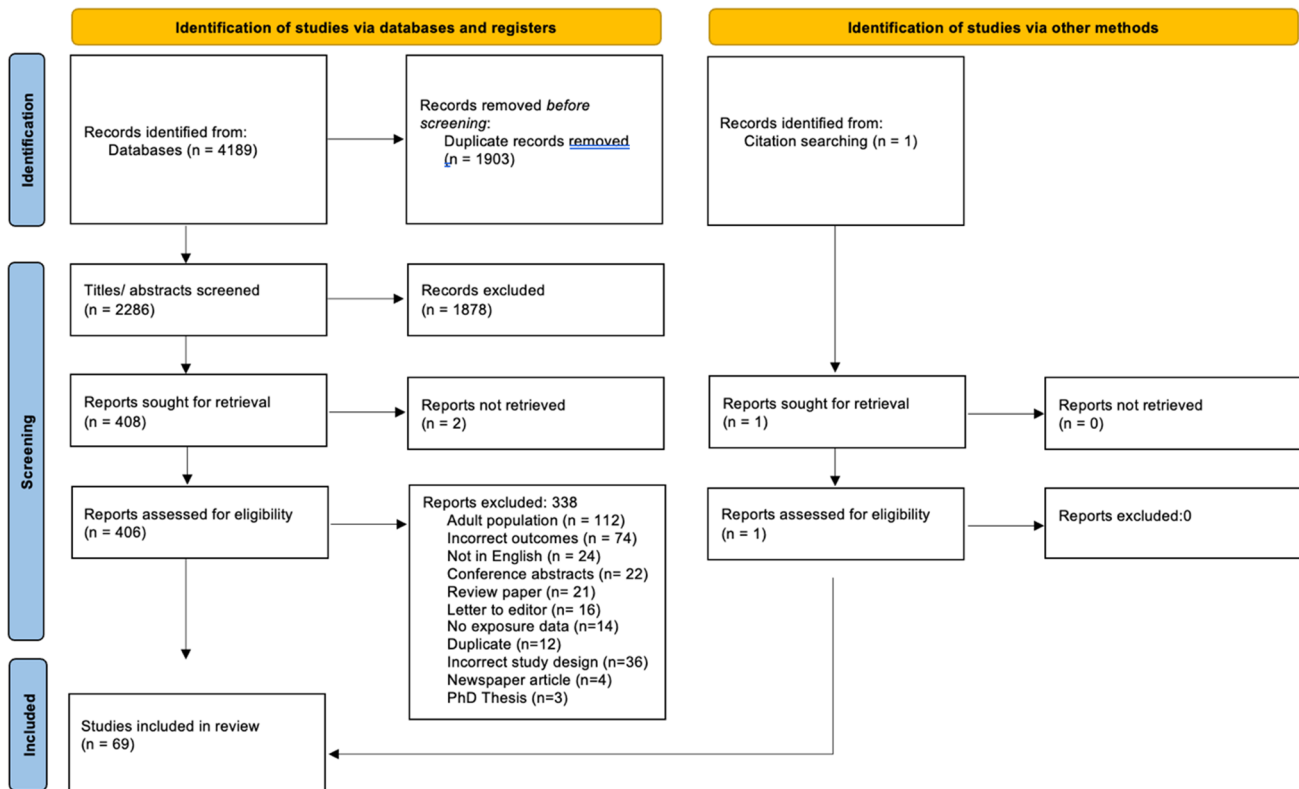 Identification of studies via databases and registers
Identification of studies via other methods
Identification
Records identified from:
Databases (n = 4189)
Records removed before
screening:
Duplicate records removed
(n = 1903)
Records identified from:
Citation searching (n = 1)
Screening
Titles/ abstracts screened
(n = 2286)
Records excluded
(n = 1878)
Reports sought for retrieval
(n = 408)
Reports not retrieved
(n = 2)
Reports sought for retrieval
(n = 1)
Reports not retrieved
(n = 0)
Reports assessed for eligibility
(n = 406)
Reports excluded: 338
Adult population (n = 112)
Incorrect outcomes (n = 74)
Not in English (n = 24)
Conference abstracts (n= 22)
Review paper (n= 21)
Letter to editor (n= 16)
No exposure data (n=14)
Duplicate (n=12)
Incorrect study design (n=36)
Newspaper article (n=4)
PhD Thesis (n=3)
Reports assessed for eligibility
(n = 1)
Reports excluded:0
Included
Studies included in review
(n = 69)